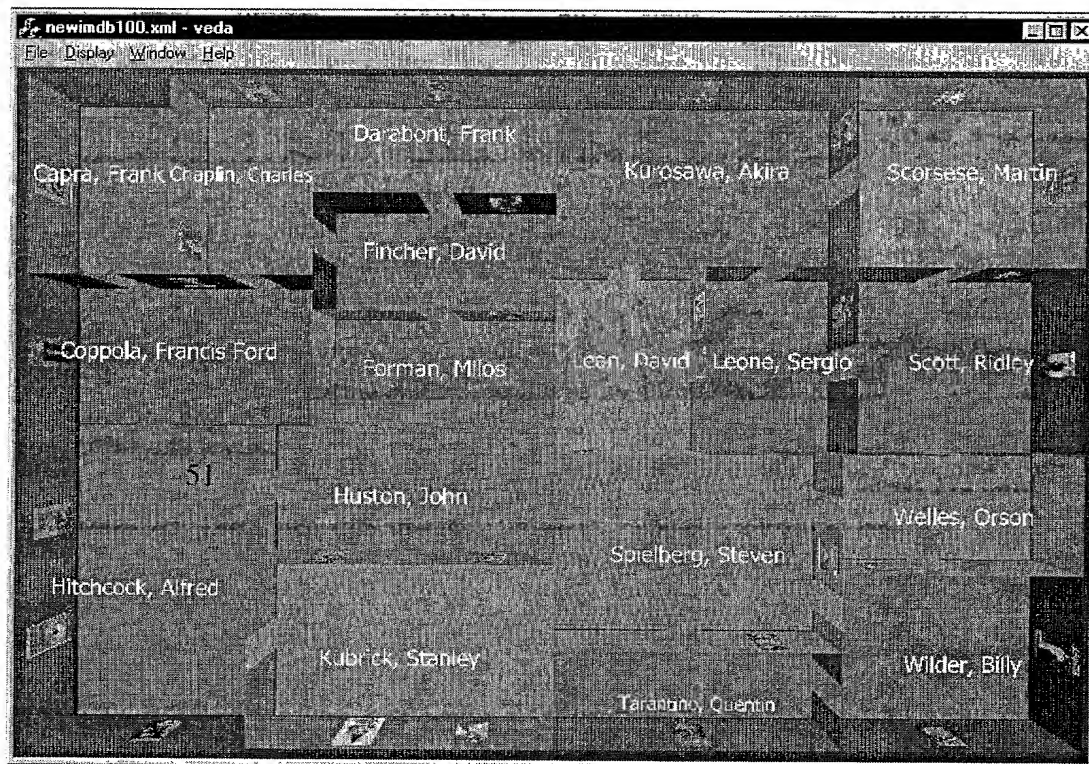 newimdb100.xml - veda
File Display Window Help
Darabont, Frank
Capra, Frank Chaplin, Charles
Kurosawa, Akira
Scorsese, Martin
Fincher, David
Coppola, Francis Ford
Forman, Milos
Lean, David
Leone, Sergio
Scott, Ridley
51
Huston, John
Welles, Orson
Spielberg, Steven
Hitchcock, Alfred
Kubrick, Stanley
Wilder, Billy
Tarantino, Quentin